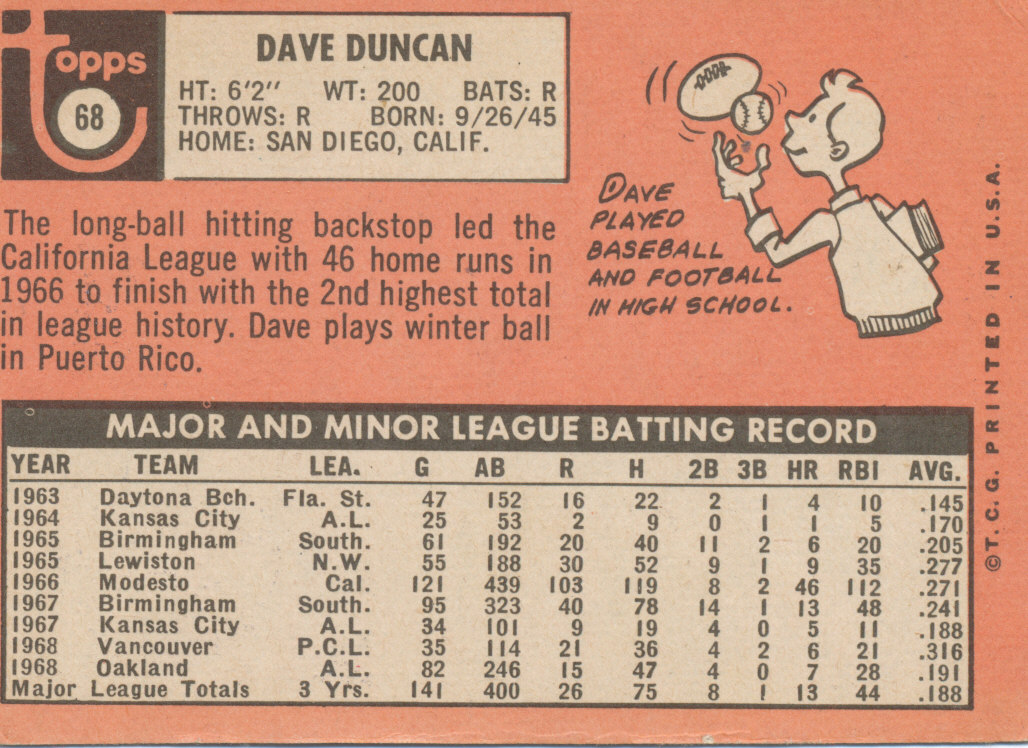 Topps
68
DAVE DUNCAN
HT: 6'2" WT: 200 BATS: R
THROWS: R BORN: 9/26/45
HOME: SAN DIEGO, CALIF.
The long-ball hitting backstop led the
California League with 46 home runs in
1966 to finish with the 2nd highest total
in league history. Dave plays winter ball
in Puerto Rico.
DAVE
PLAYED
BASEBALL
AND FOOTBALL
IN HIGH SCHOOL.
©T.C.G. PRINTED IN U.S.A.
MAJOR AND MINOR LEAGUE BATTING RECORD
YEAR TEAM LEA. G AB R H 2B 3B HR RBI AVG.
1963 Daytona Bch. Fla. St. 47 152 16 22 2 1 4 10 .145
1964 Kansas City A.L. 25 53 2 9 0 1 1 5 .170
1965 Birmingham South. 61 192 20 40 11 2 6 20 .205
1965 Lewiston N.W. 55 188 30 52 9 1 9 35 .277
1966 Modesto Cal. 121 439 103 119 8 2 46 112 .271
1967 Birmingham South. 95 323 40 78 14 1 13 48 .241
1967 Kansas City A.L. 34 101 9 19 4 0 5 11 .188
1968 Vancouver P.C.L. 35 114 21 36 4 2 6 21 .316
1968 Oakland A.L. 82 246 15 47 4 0 7 28 .191
Major League Totals 3 Yrs. 141 400 26 75 8 1 13 44 .188